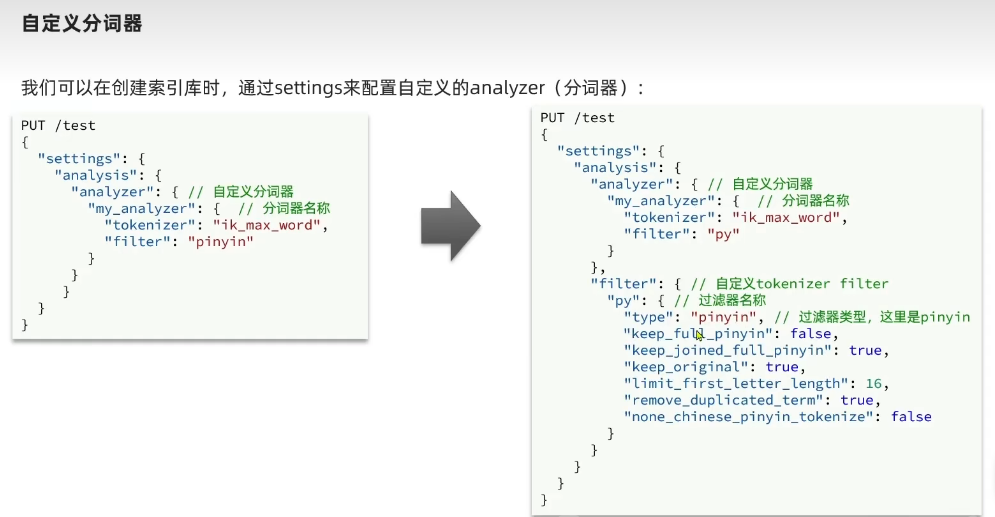 自定义分词器
我们可以在创建索引库时，通过settings来配置自定义的analyzer（分词器）：
PUT /test
{
  "settings": {
    "analysis": {
      "analyzer": { // 自定义分词器
        "my_analyzer": {  // 分词器名称
          "tokenizer": "ik_max_word",
          "filter": "pinyin"
        }
      }
    }
  }
}
PUT /test
{
  "settings": {
    "analysis": {
      "analyzer": { // 自定义分词器
        "my_analyzer": {  // 分词器名称
          "tokenizer": "ik_max_word",
          "filter": "py"
        }
      },
      "filter": { // 自定义tokenizer filter
        "py": { // 过滤器名称
          "type": "pinyin", // 过滤器类型，这里是pinyin
          "keep_full_pinyin": false,
          "keep_joined_full_pinyin": true,
          "keep_original": true,
          "limit_first_letter_length": 16,
          "remove_duplicated_term": true,
          "none_chinese_pinyin_tokenize": false
        }
      }
    }
  }
}